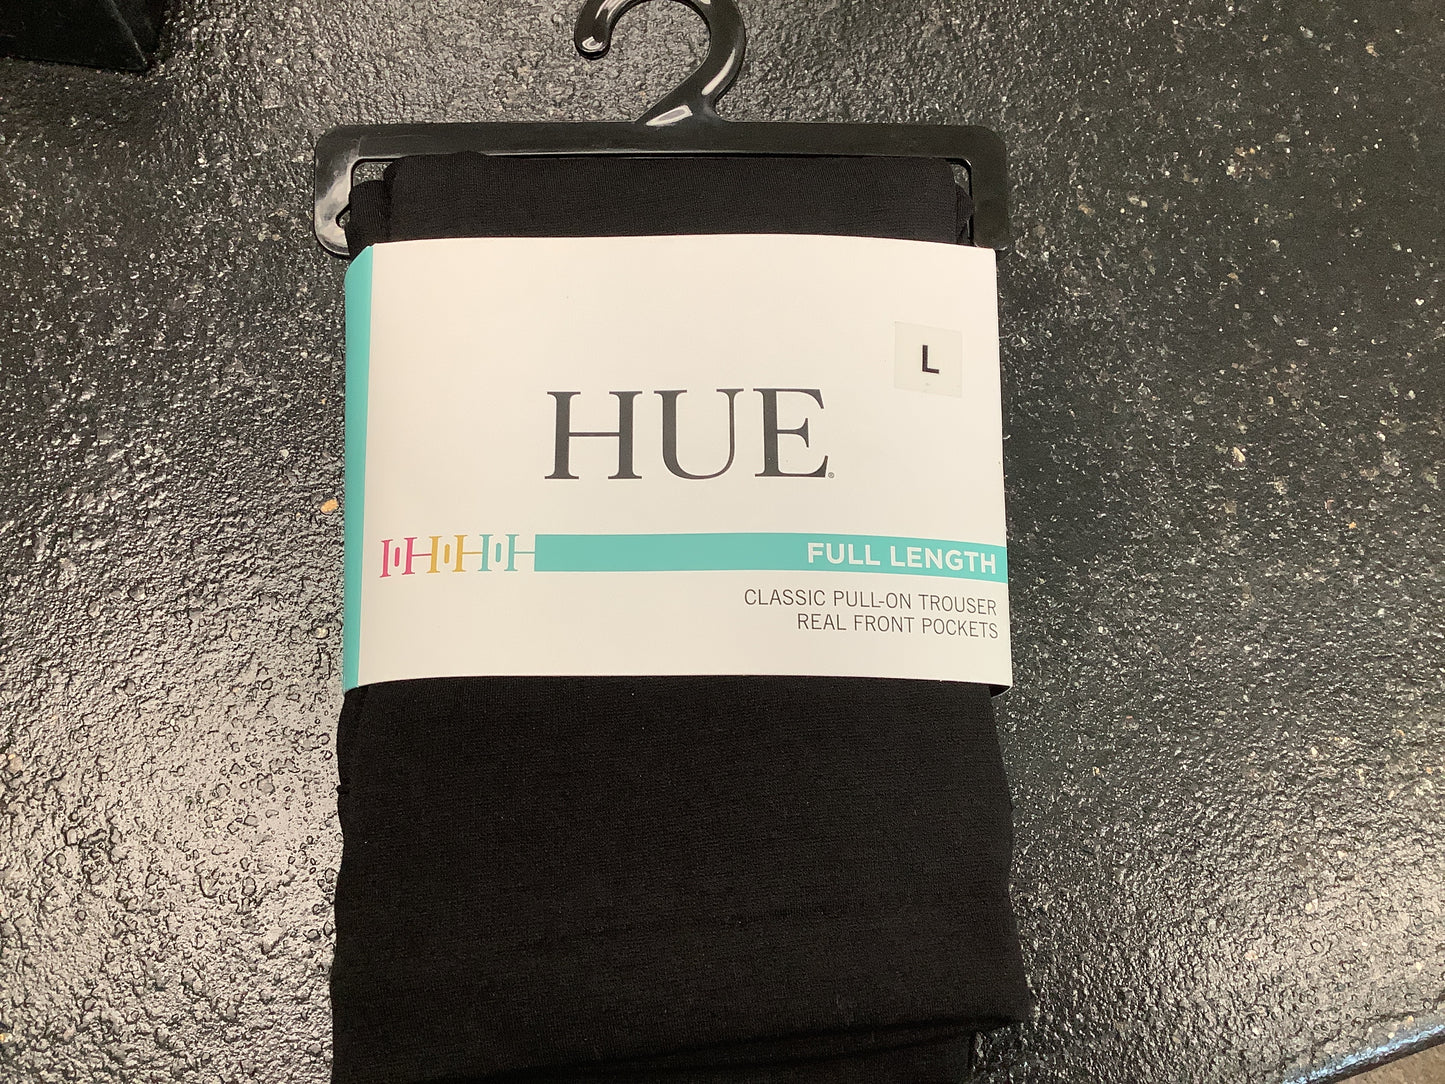 L
HUE
FULL LENGTH
CLASSIC PULL-ON TROUSER
REAL FRONT POCKETS